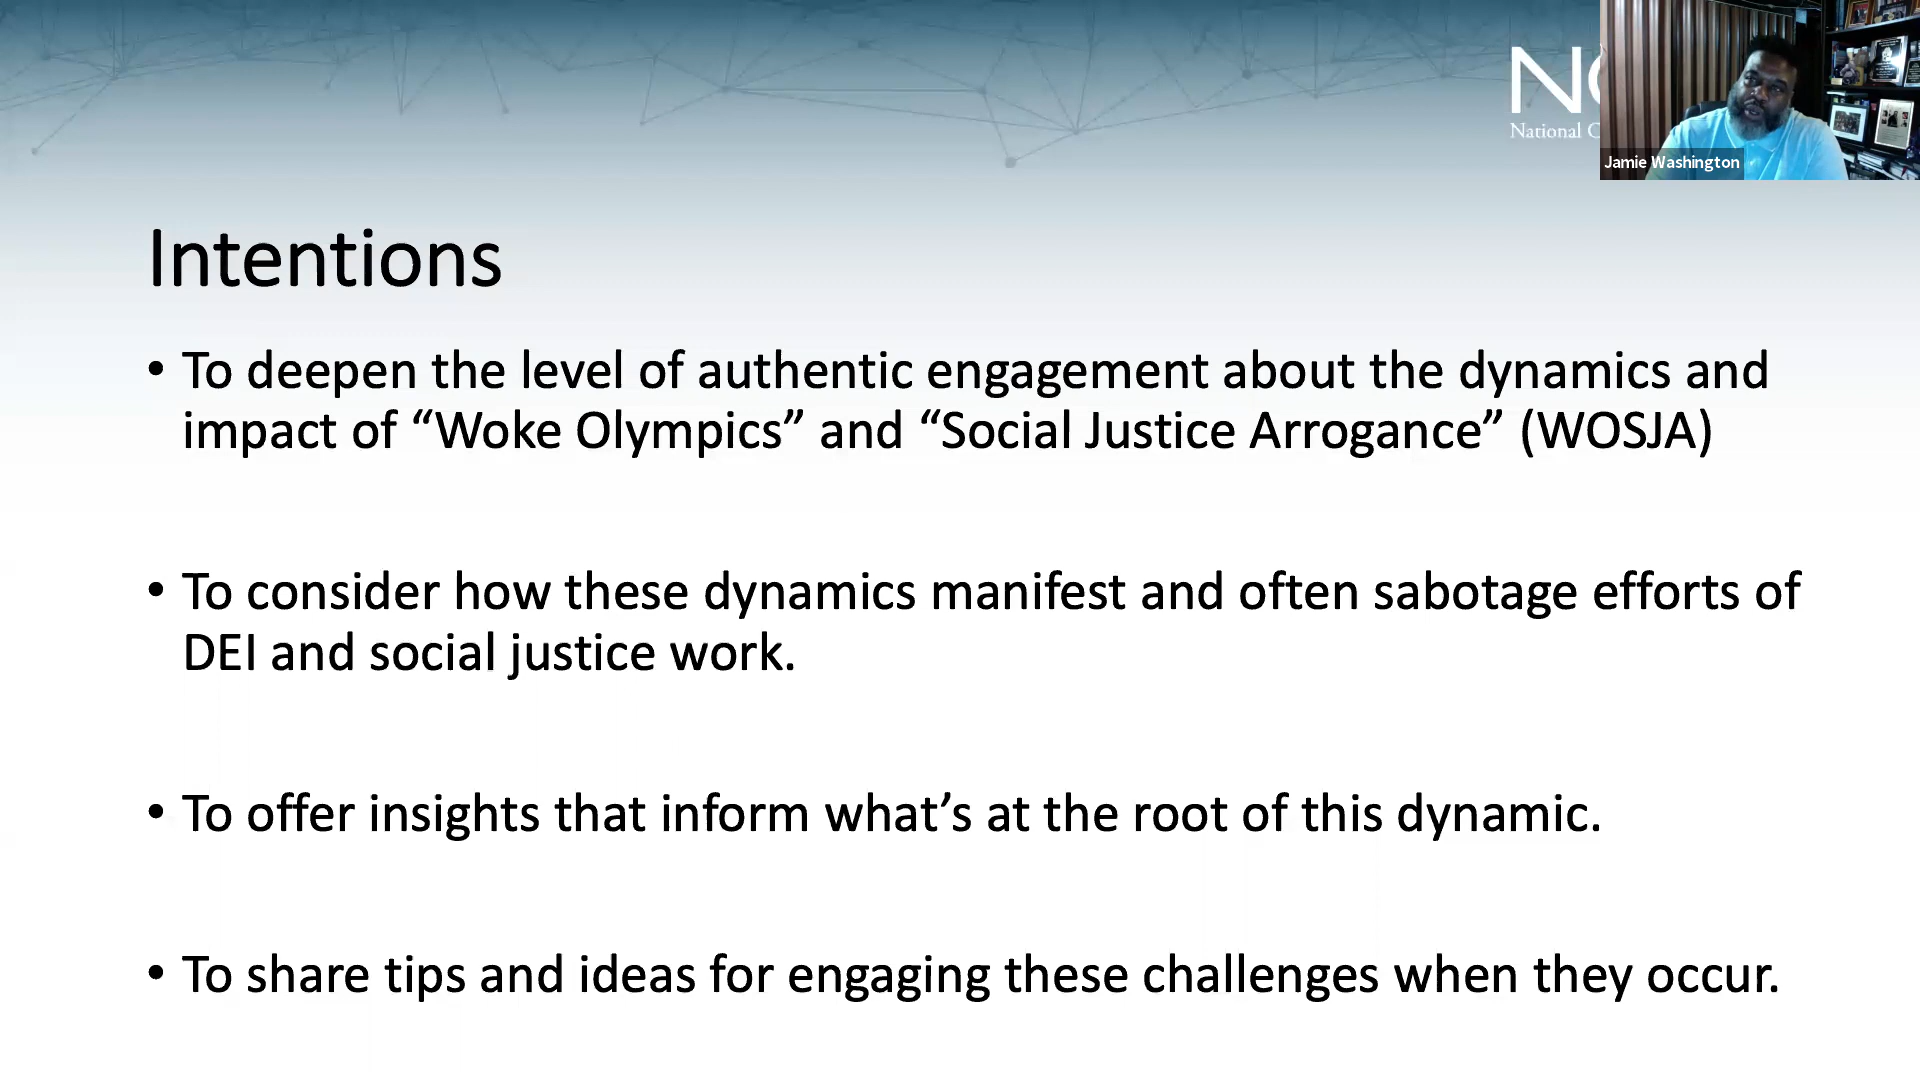 National
Jamie Washington
Intentions
• To deepen the level of authentic engagement about the dynamics and
impact of “Woke Olympics” and “Social Justice Arrogance” (WOSJA)
• To consider how these dynamics manifest and often sabotage efforts of
DEI and social justice work.
• To offer insights that inform what’s at the root of this dynamic.
• To share tips and ideas for engaging these challenges when they occur.